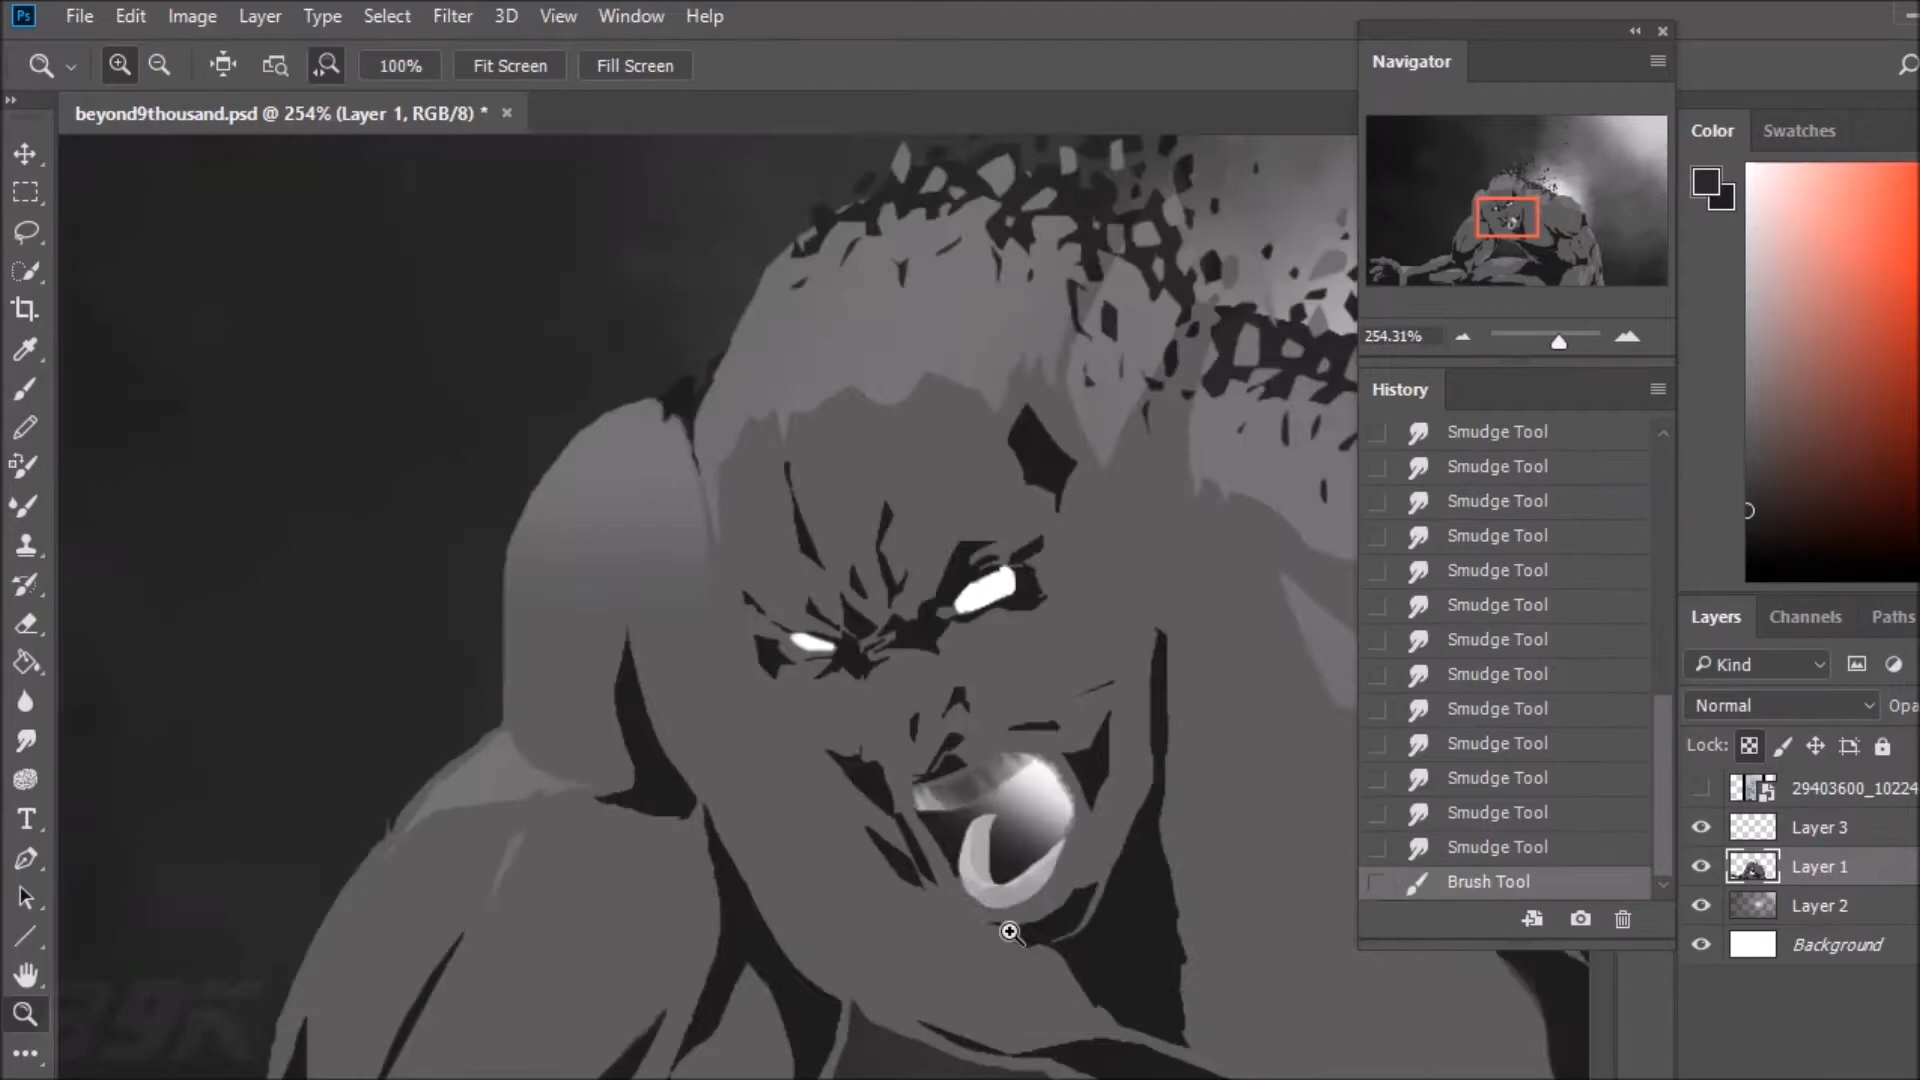 Ps File Edit Image Layer Type Select Filter 3D View Window Help
100% Fit Screen Fill Screen
beyond9thousand.psd @ 254% (Layer 1, RGB/8) * ×
Navigator
254.31%
History
Smudge Tool
Smudge Tool
Smudge Tool
Smudge Tool
Smudge Tool
Smudge Tool
Smudge Tool
Smudge Tool
Smudge Tool
Smudge Tool
Smudge Tool
Smudge Tool
Smudge Tool
Brush Tool
Color Swatches
Layers Channels Paths
Kind
Normal Opa
Lock:
29403600_10224
Layer 3
Layer 1
Layer 2
Background